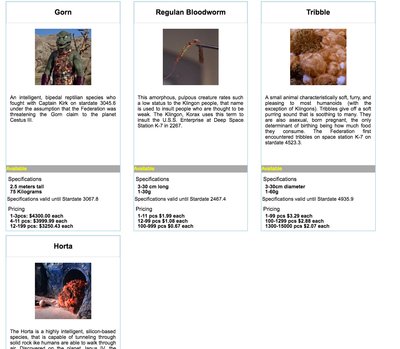 Gorn
An intelligent, bipedal reptilian species who
fought with Captain Kirk on stardate 3045.6
under the assumption that the Federation was
threatening the Gorn claim to the planet
Cestus III.
Available
Specifications
2.5 meters tall
75 Kilograms
Specifications valid until Stardate 3067.8
Pricing
1-3pcs: $4300.00 each
4-11 pcs: $3999.99 each
12-199 pcs: $3250.43 each
Regulan Bloodworm
This amorphous, pulpous creature rates such
a low status to the Klingon people, that name
is used to insult people who are thought to be
weak. The Klingon, Korax uses this term to
insult the U.S.S. Enterprise at Deep Space
Station K-7 in 2267.
Available
Specifications
3-30 cm long
1-30g
Specifications valid until Stardate 2467.4
Pricing
1-11 pcs $1.99 each
12-99 pcs $1.08 each
100-999 pcs $0.67 each
Tribble
A small animal characteristically soft, furry, and
pleasing to most humanoids (with the
exception of Klingons). Tribbles give off a soft
purring sound that is soothing to many. They
are also asexual, born pregnant, the only
determinant of birthing being how much food
they consume. The Federation first
encountered tribbles on space station K-7 on
stardate 4523.3
Available
Specifications
3-30cm diameter
1-60g
Specifications valid until Stardate 4935.9
Pricing
1-99 pcs $3.29 each
100-1299 pcs $2.88 each
1300-15000 pcs $2.07 each
Horta
The Horta is a highly intelligent, silicon-based
species, that is capable of tunneling through
solid rock like humans are able to walk through